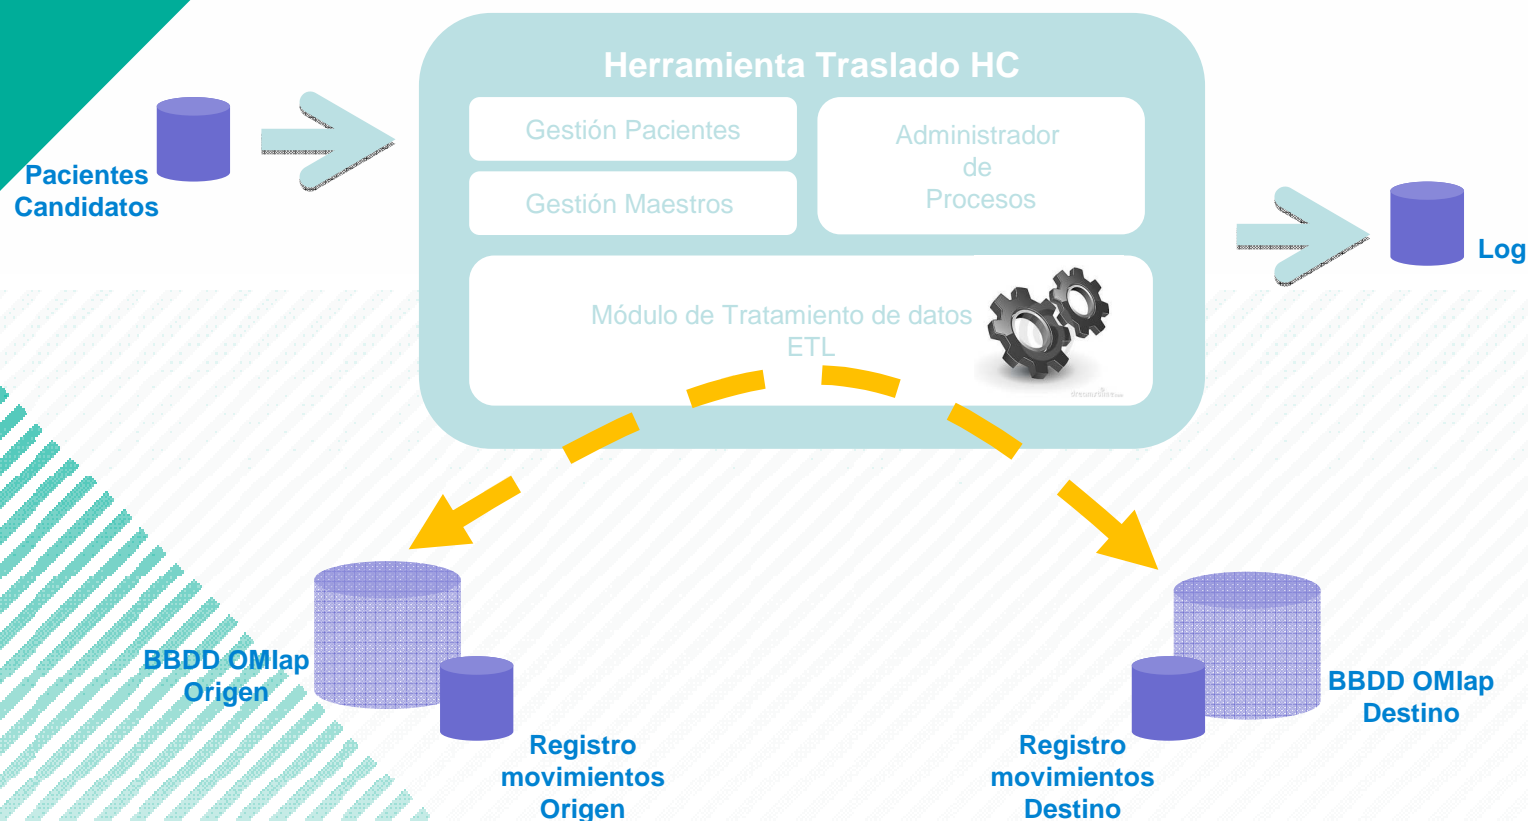 Herramienta Traslado HC
Gestión Pacientes
Gestión Maestros
Administrador
de
Procesos
Pacientes
Candidatos
Log
Módulo de Tratamiento de datos
ETL
BBDD OMIap
Origen
Registro
movimientos
Origen
BBDD OMIap
Destino
Registro
movimientos
Destino